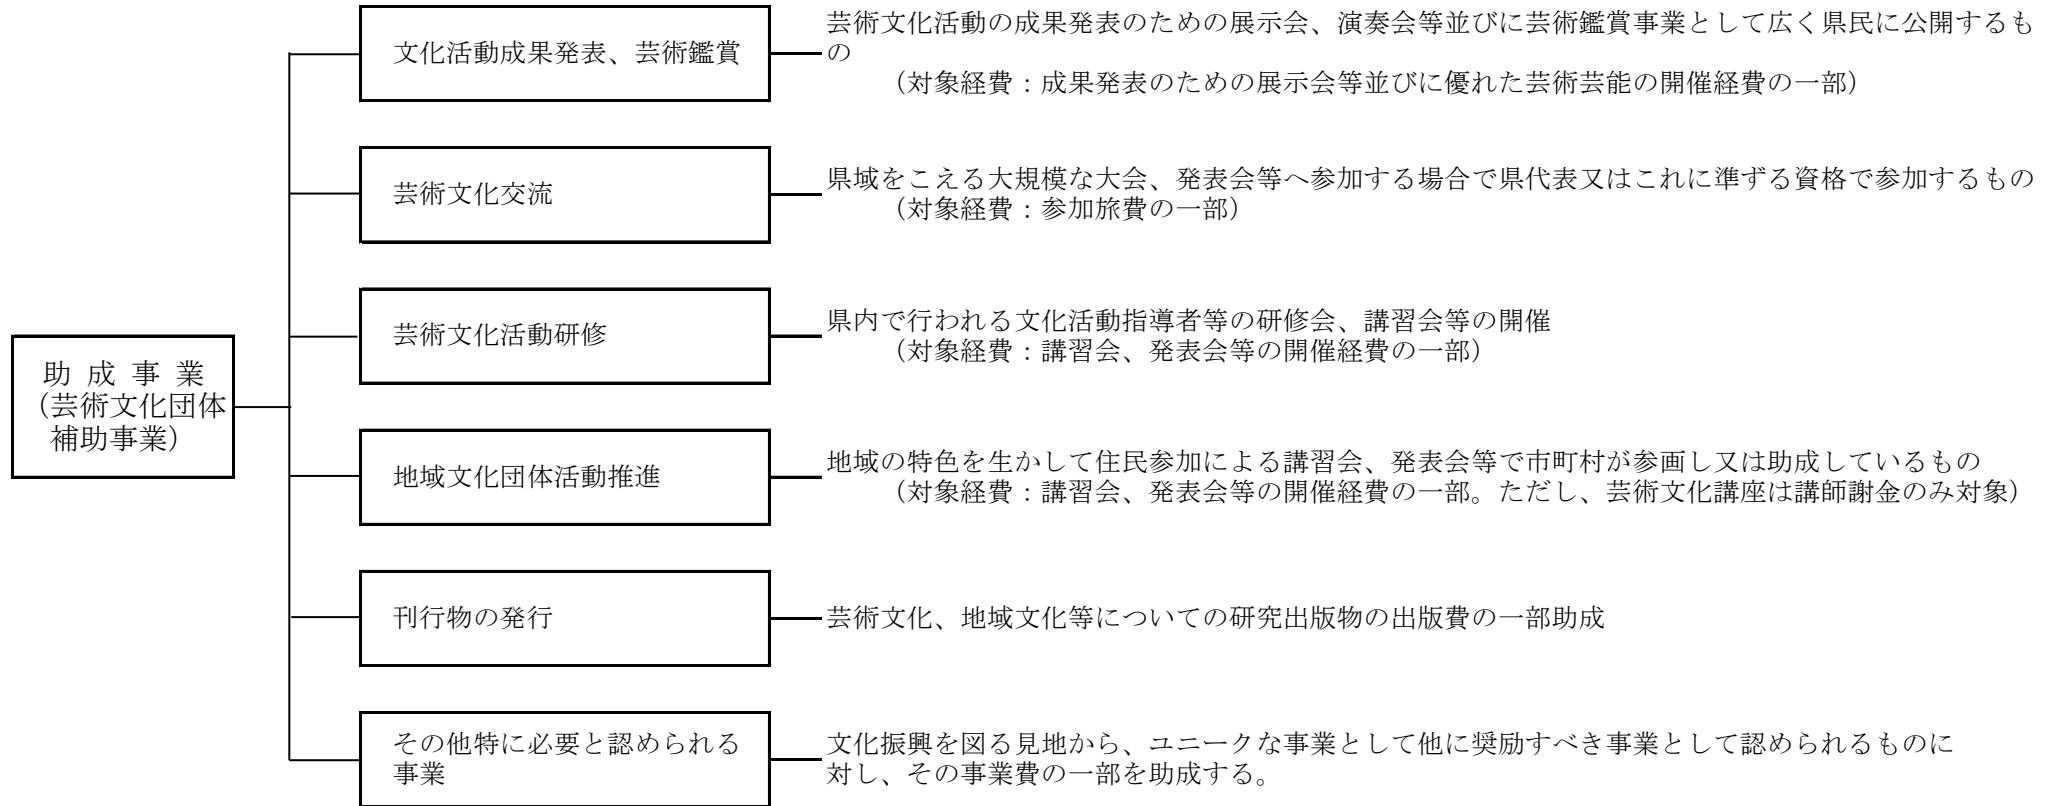 文化活動成果発表、芸術鑑賞
芸術文化活動の成果発表のための展示会、演奏会等並びに芸術鑑賞事業として広く県民に公開するも
の
（対象経費：成果発表のための展示会等並びに優れた芸術芸能の開催経費の一部）
芸術文化交流
県域をこえる大規模な大会、発表会等へ参加する場合で県代表又はこれに準ずる資格で参加するもの
（対象経費：参加旅費の一部）
芸術文化活動研修
県内で行われる文化活動指導者等の研修会、講習会等の開催
（対象経費：講習会、発表会等の開催経費の一部）
助成事業
（芸術文化団体
補助事業）
地域文化団体活動推進
地域の特色を生かして住民参加による講習会、発表会等で市町村が参画し又は助成しているもの
（対象経費：講習会、発表会等の開催経費の一部。ただし、芸術文化講座は講師謝金のみ対象）
刊行物の発行
芸術文化、地域文化等についての研究出版物の出版費の一部助成
その他特に必要と認められる
事業
文化振興を図る見地から、ユニークな事業として他に奨励すべき事業として認められるものに
対し、その事業費の一部を助成する。